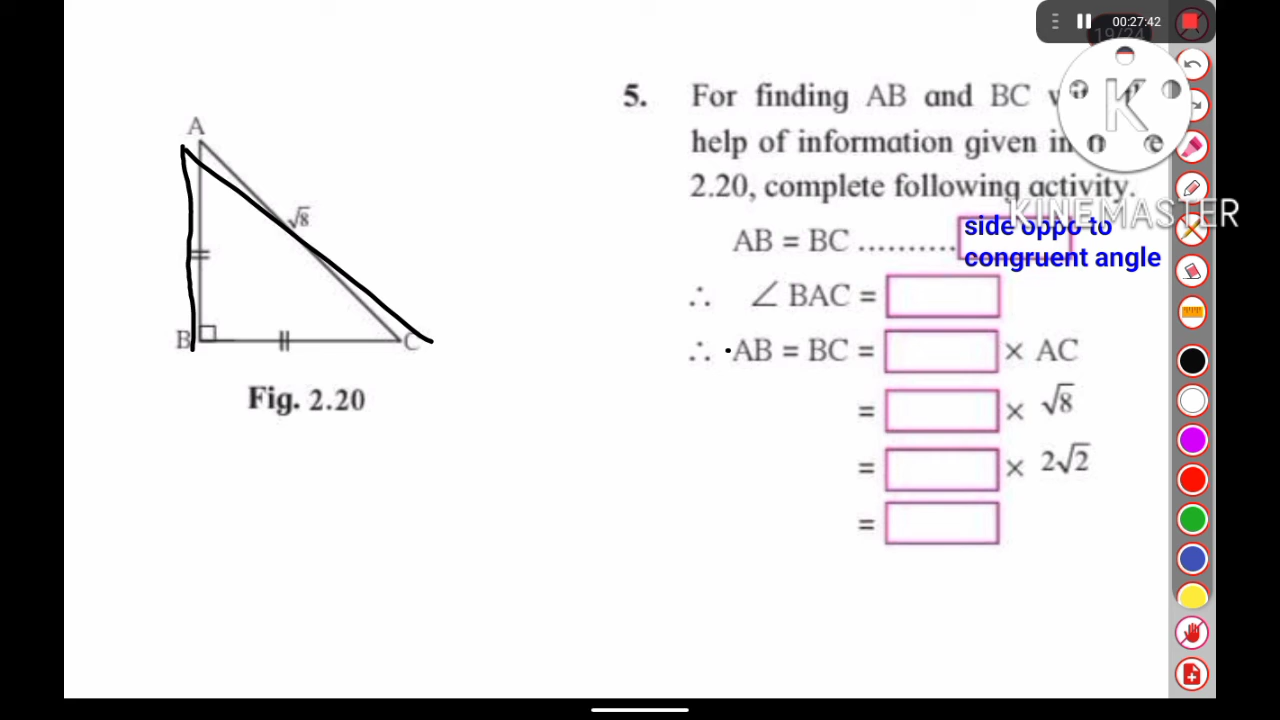 00:27:42
19/24
5. For finding AB and BC
help of information given in
2.20, complete following activity.
KINEMASTER
AB = BC .......... side oppo to
congruent angle
∴ ∠ BAC =
∴ AB = BC = × AC
= × √8
= × 2√2
=
A
√8
B
C
Fig. 2.20
K